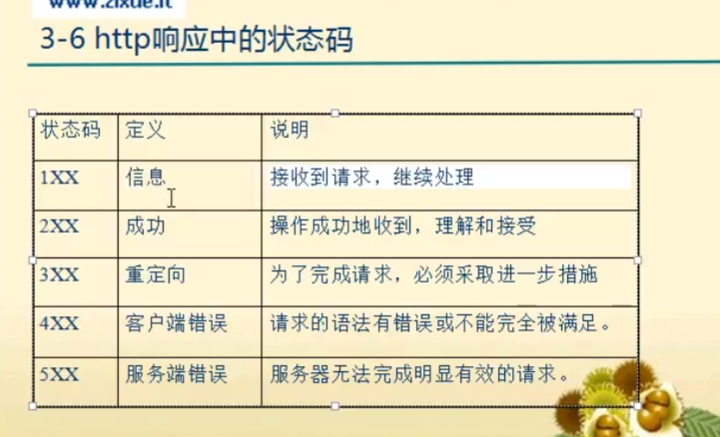 www.zixue.it
3-6 http响应中的状态码
状态码 定义 说明
1XX 信息 接收到请求，继续处理
2XX 成功 操作成功地收到，理解和接受
3XX 重定向 为了完成请求，必须采取进一步措施
4XX 客户端错误 请求的语法有错误或不能完全被满足。
5XX 服务端错误 服务器无法完成明显有效的请求。